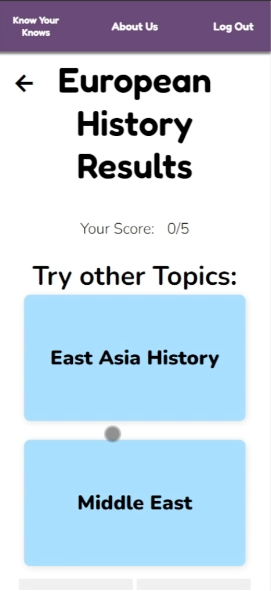 Know Your
Knows
About Us
Log Out
European
History
Results
Your Score: 0/5
Try other Topics:
East Asia History
Middle East